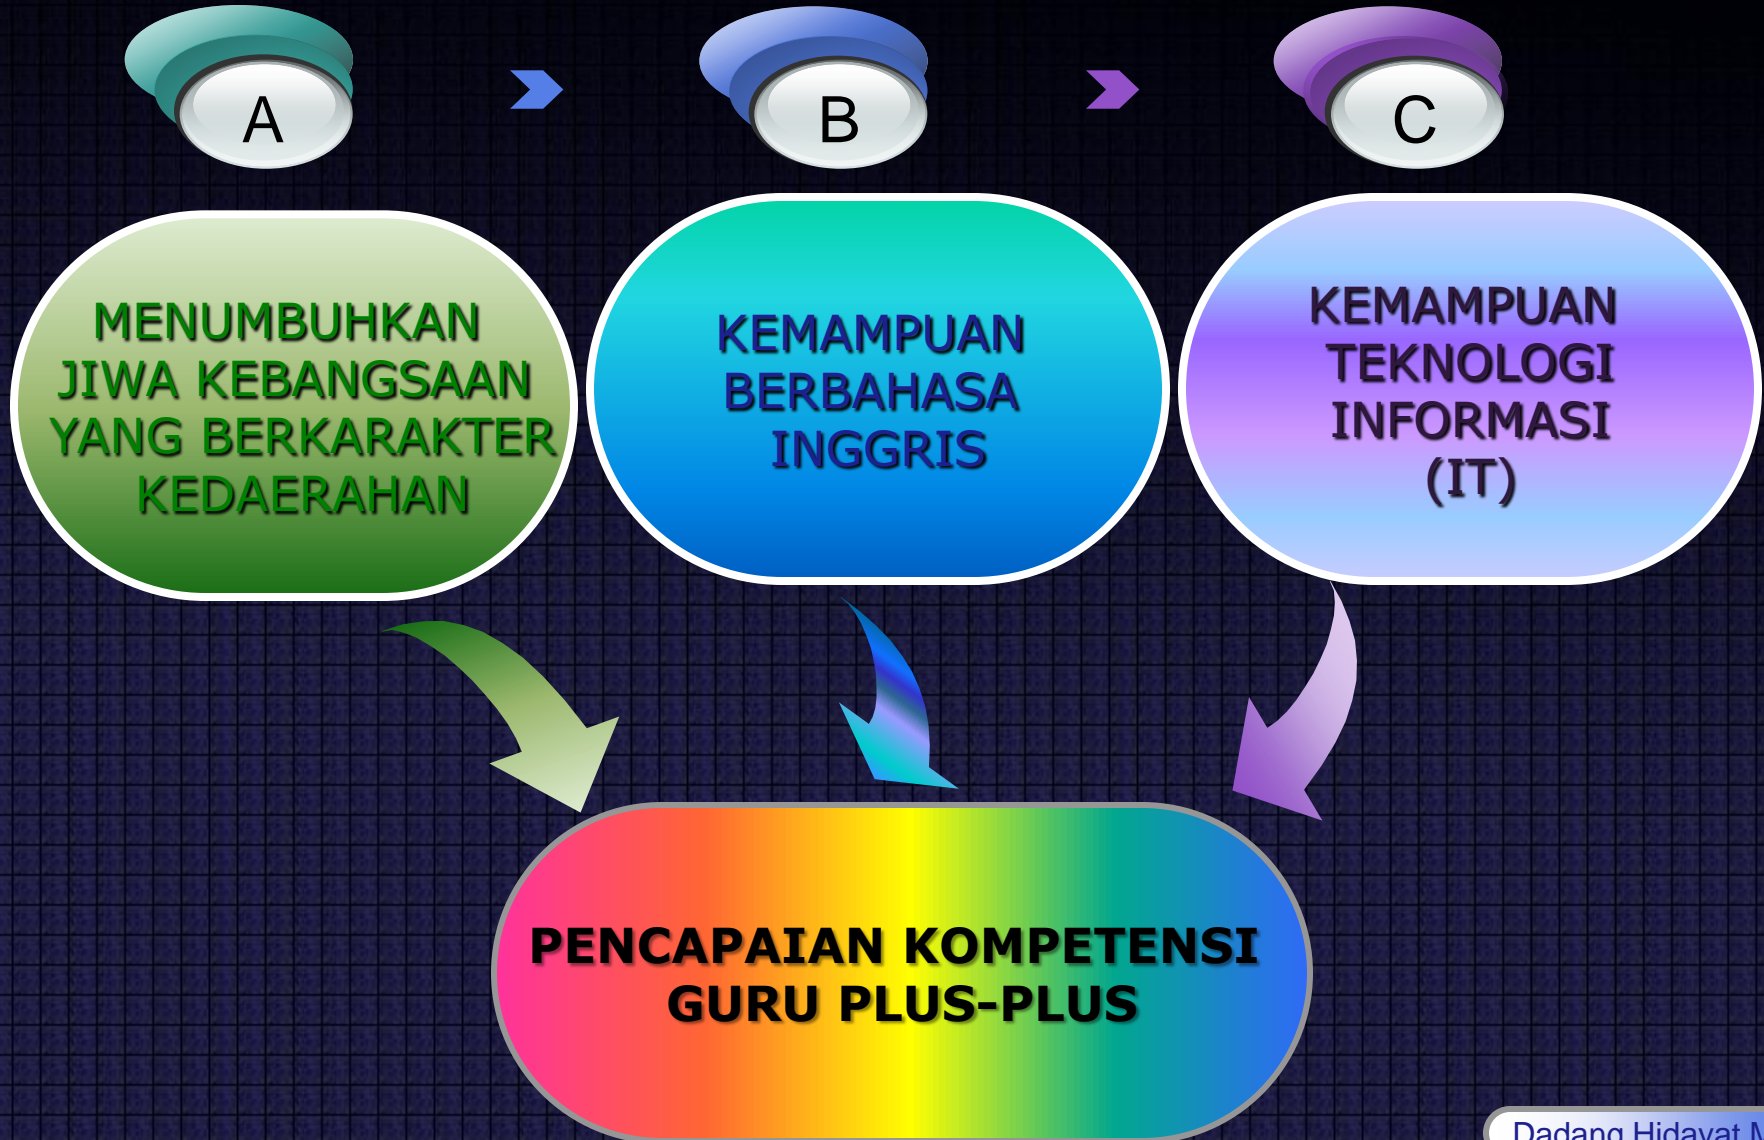 A
B
C
MENUMBUHKAN
JIWA KEBANGSAAN
YANG BERKARAKTER
KEDAERAHAN
KEMAMPUAN
BERBAHASA
INGGRIS
KEMAMPUAN
TEKNOLOGI
INFORMASI
(IT)
PENCAPAIAN KOMPETENSI
GURU PLUS-PLUS
Dadang Hidayat M